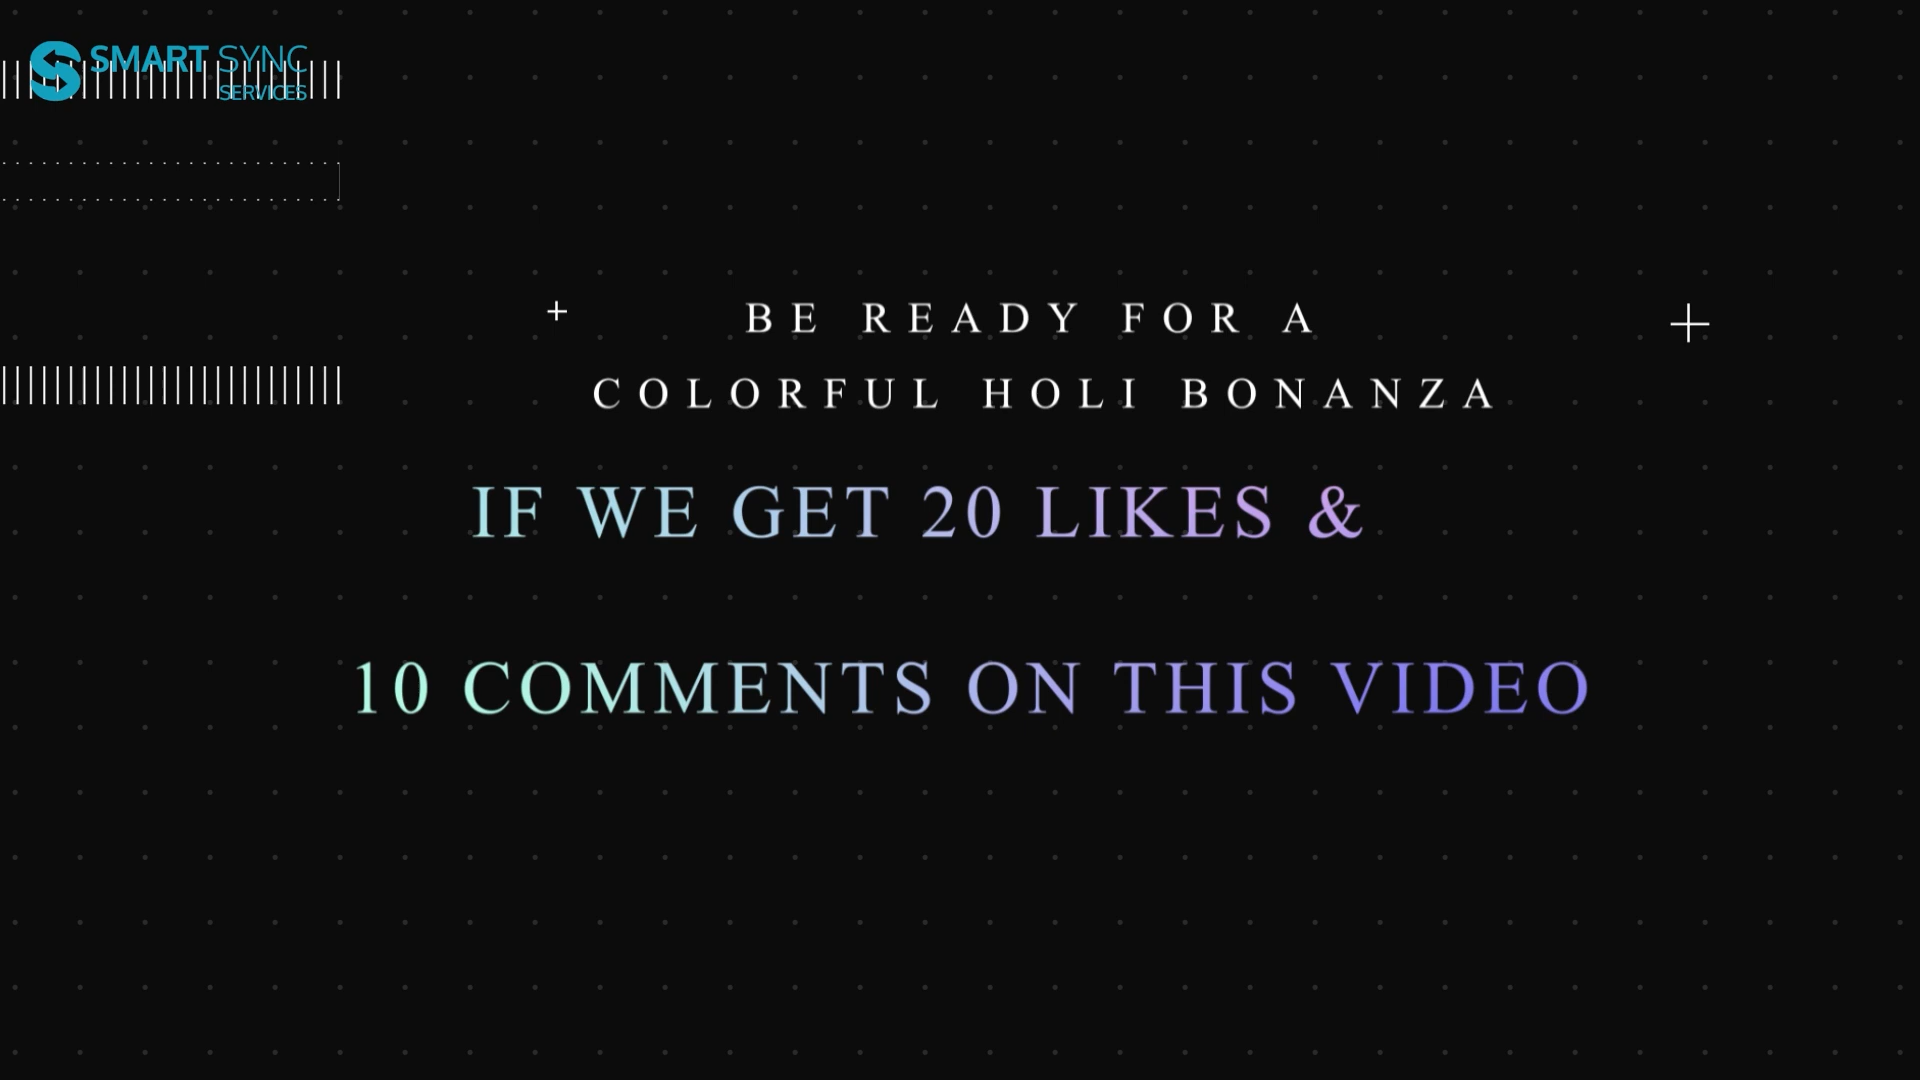 SMART SYNC
SERVICES
BE READY FOR A
COLORFUL HOLI BONANZA
IF WE GET 20 LIKES &
10 COMMENTS ON THIS VIDEO